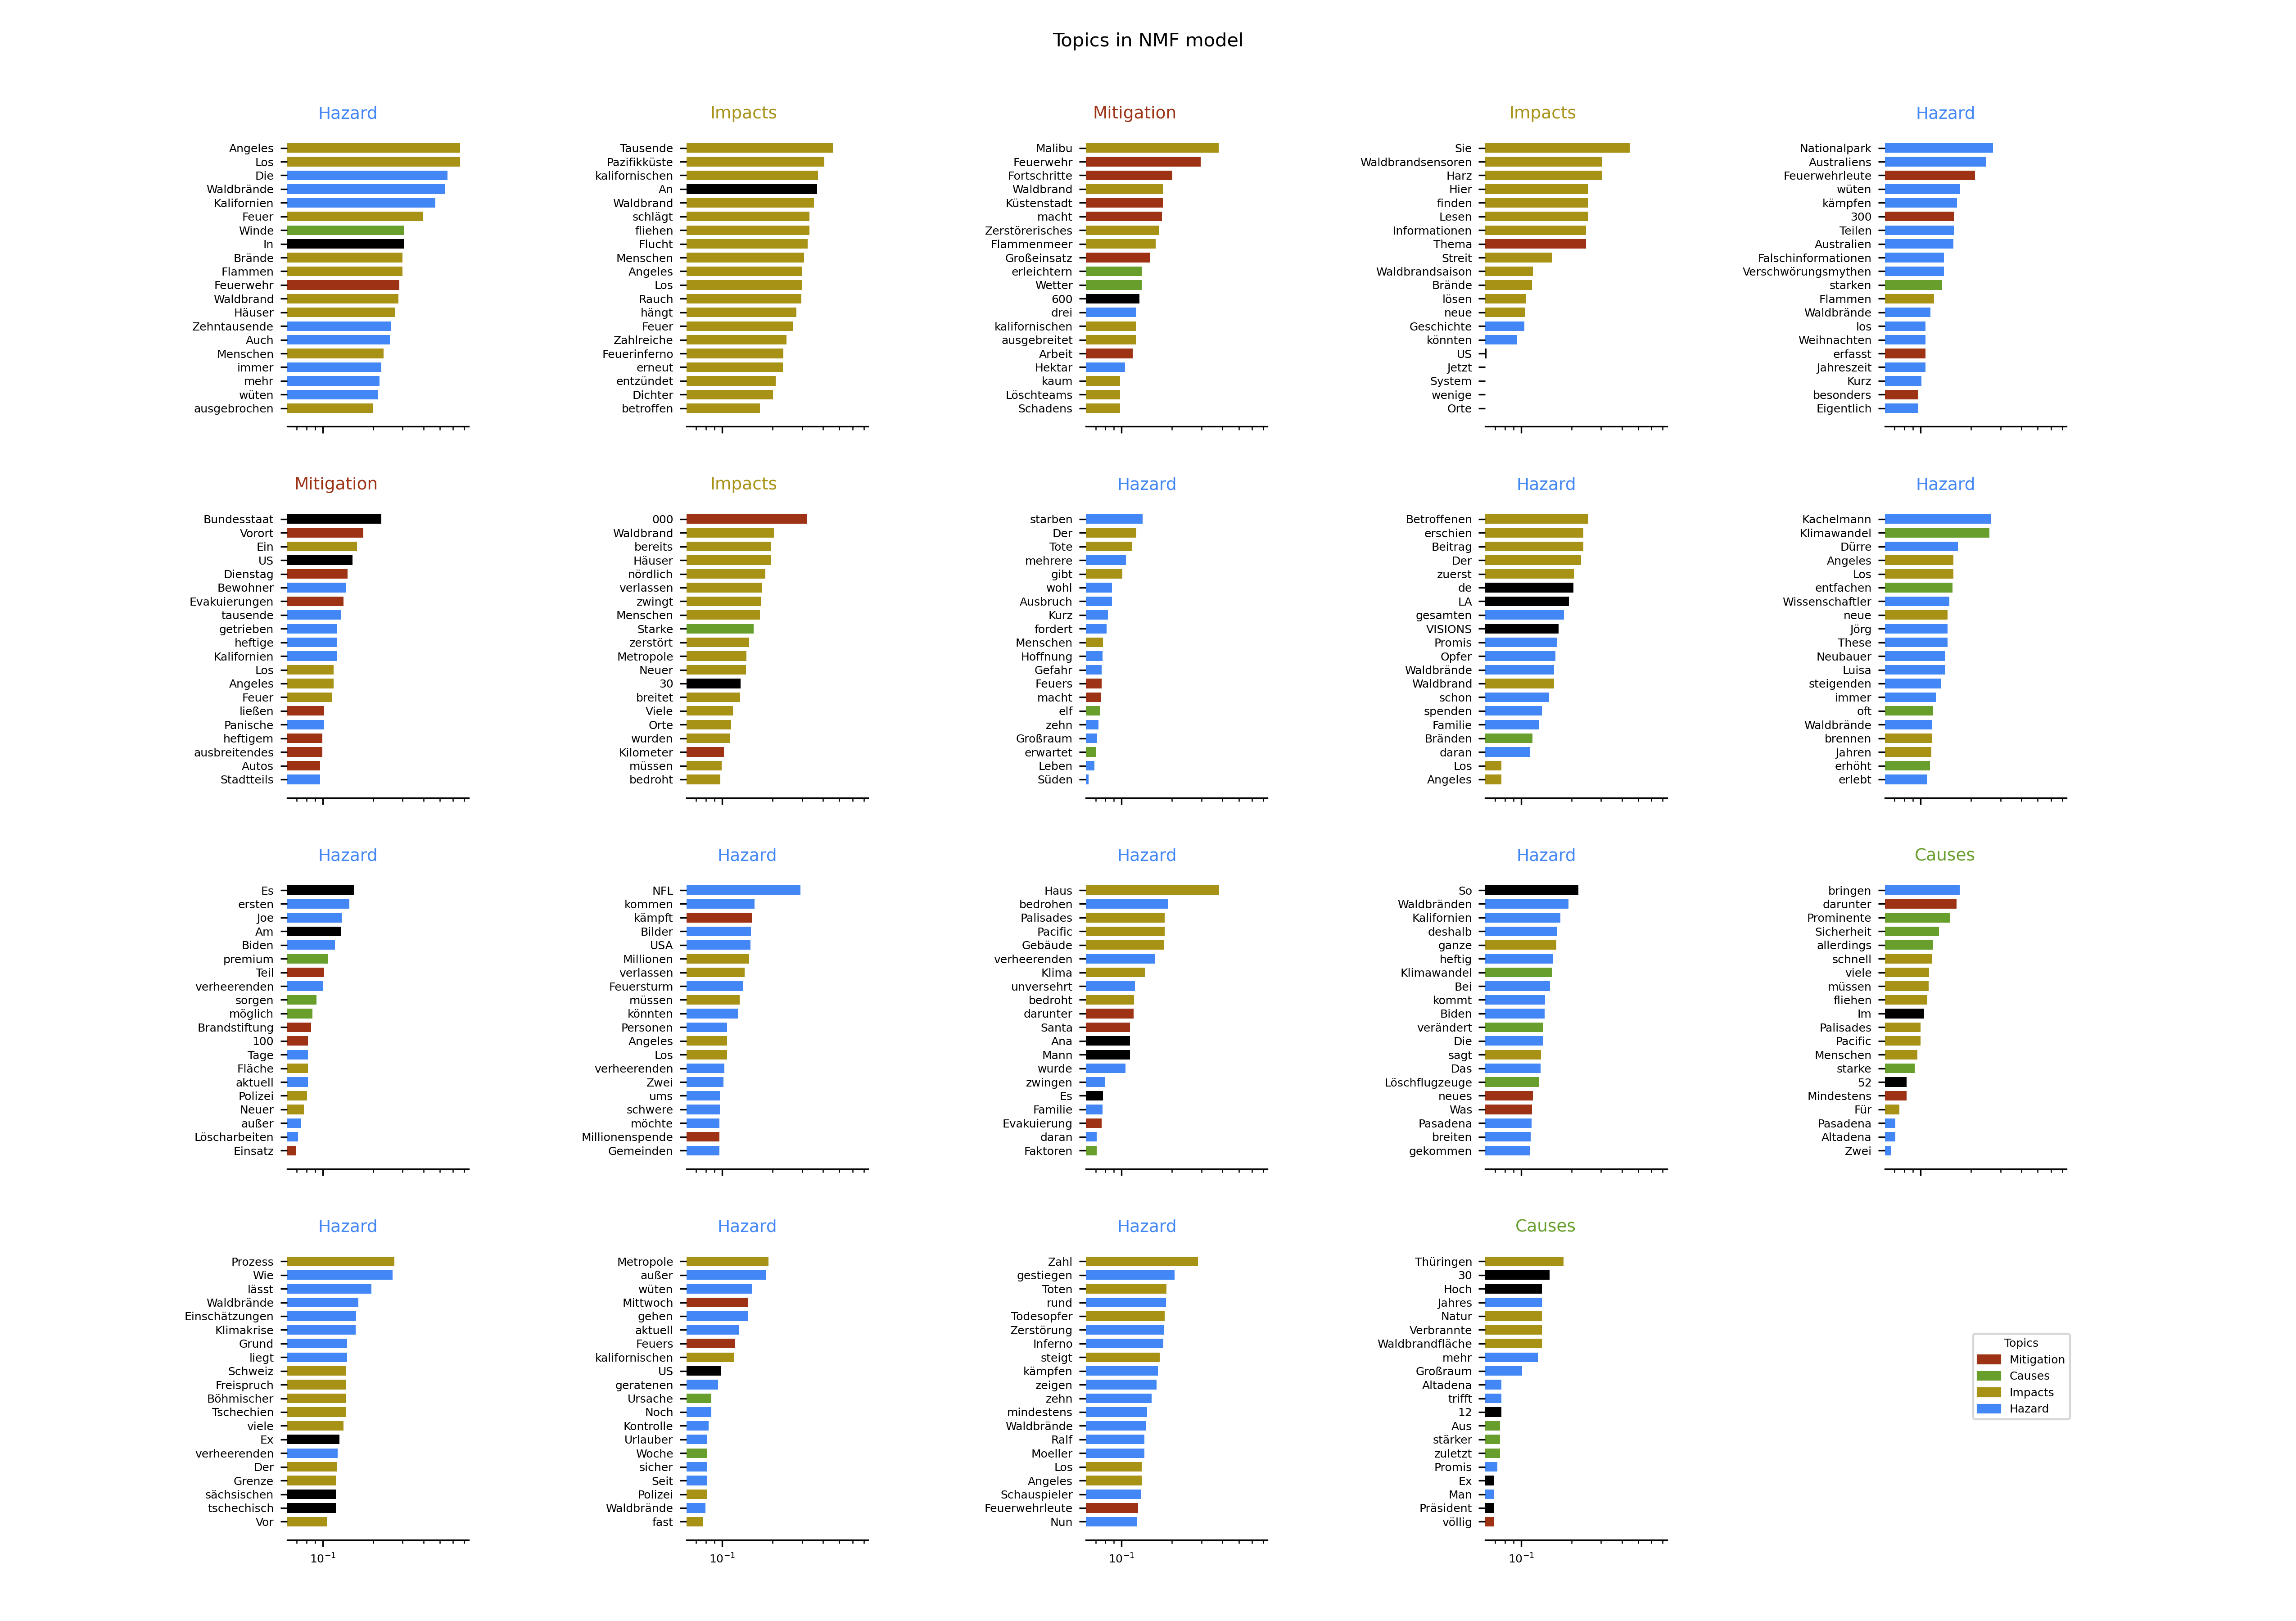 Topics in NMF model
Hazard
Angeles
Los
Die
Waldbrände
Kalifornien
Feuer
Winde
In
Brände
Flammen
Feuerwehr
Waldbrand
Häuser
Zehntausende
Auch
Menschen
immer
mehr
wüten
ausgebrochen
Impacts
Tausende
Pazifikküste
kalifornischen
An
Waldbrand
schlägt
fliehen
Flucht
Menschen
Angeles
Los
Rauch
hängt
Feuer
Zahlreiche
Feuerinferno
erneut
entzündet
Dichter
betroffen
Mitigation
Malibu
Feuerwehr
Fortschritte
Waldbrand
Küstenstadt
macht
Zerstörerisches
Flammenmeer
Großeinsatz
erleichtern
Wetter
600
drei
kalifornischen
ausgebreitet
Arbeit
Hektar
kaum
Löschteams
Schadens
Impacts
Sie
Waldbrandsensoren
Harz
Hier
finden
Lesen
Informationen
Thema
Streit
Waldbrandsaison
Brände
lösen
neue
Geschichte
könnten
US
Jetzt
System
wenige
Orte
Hazard
Nationalpark
Australiens
Feuerwehrleute
wüten
kämpfen
300
Teilen
Australien
Falschinformationen
Verschwörungsmythen
starken
Flammen
Waldbrände
los
Weihnachten
erfasst
Jahreszeit
Kurz
besonders
Eigentlich
Mitigation
Bundesstaat
Vorort
Ein
US
Dienstag
Bewohner
Evakuierungen
tausende
getrieben
heftige
Kalifornien
Los
Angeles
Feuer
ließen
Panische
heftigem
ausbreitendes
Autos
Stadtteils
Impacts
000
Waldbrand
bereits
Häuser
nördlich
verlassen
zwingt
Menschen
Starke
zerstört
Metropole
Neuer
30
breitet
Viele
Orte
wurden
Kilometer
müssen
bedroht
Hazard
starben
Der
Tote
mehrere
gibt
wohl
Ausbruch
Kurz
fordert
Menschen
Hoffnung
Gefahr
Feuers
macht
elf
zehn
Großraum
erwartet
Leben
Süden
Hazard
Betroffenen
erschien
Beitrag
Der
zuerst
de
LA
gesamten
VISIONS
Promis
Opfer
Waldbrände
Waldbrand
schon
spenden
Familie
Bränden
daran
Los
Angeles
Hazard
Kachelmann
Klimawandel
Dürre
Angeles
Los
entfachen
Wissenschaftler
neue
Jörg
These
Neubauer
Luisa
steigenden
immer
oft
Waldbrände
brennen
Jahren
erhöht
erlebt
Hazard
Es
ersten
Joe
Am
Biden
premium
Teil
verheerenden
sorgen
möglich
Brandstiftung
100
Tage
Fläche
aktuell
Polizei
Neuer
außer
Löscharbeiten
Einsatz
Hazard
NFL
kommen
kämpft
Bilder
USA
Millionen
verlassen
Feuersturm
müssen
könnten
Personen
Angeles
Los
verheerenden
Zwei
ums
schwere
möchte
Millionenspende
Gemeinden
Hazard
Haus
bedrohen
Palisades
Pacific
Gebäude
verheerenden
Klima
unversehrt
bedroht
darunter
Santa
Ana
Mann
wurde
zwingen
Es
Familie
Evakuierung
daran
Faktoren
Hazard
So
Waldbränden
Kalifornien
deshalb
ganze
heftig
Klimawandel
Bei
kommt
Biden
verändert
Die
sagt
Das
Löschflugzeuge
neues
Was
Pasadena
breiten
gekommen
Causes
bringen
darunter
Prominente
Sicherheit
allerdings
schnell
viele
müssen
fliehen
Im
Palisades
Pacific
Menschen
starke
52
Mindestens
Für
Pasadena
Altadena
Zwei
Hazard
Prozess
Wie
lässt
Waldbrände
Einschätzungen
Klimakrise
Grund
liegt
Schweiz
Freispruch
Böhmischer
Tschechien
viele
Ex
verheerenden
Der
Grenze
sächsischen
tschechisch
Vor
10⁻¹
Hazard
Metropole
außer
wüten
Mittwoch
gehen
aktuell
Feuers
kalifornischen
US
geratenen
Ursache
Noch
Kontrolle
Urlauber
Woche
sicher
Seit
Polizei
Waldbrände
fast
10⁻¹
Hazard
Zahl
gestiegen
Toten
rund
Todesopfer
Zerstörung
Inferno
steigt
kämpfen
zeigen
zehn
mindestens
Waldbrände
Ralf
Moeller
Los
Angeles
Schauspieler
Feuerwehrleute
Nun
10⁻¹
Causes
Thüringen
30
Hoch
Jahres
Natur
Verbrannte
Waldbrandfläche
mehr
Großraum
Altadena
trifft
12
Aus
stärker
zuletzt
Promis
Ex
Man
Präsident
völlig
10⁻¹
Topics
Mitigation
Causes
Impacts
Hazard